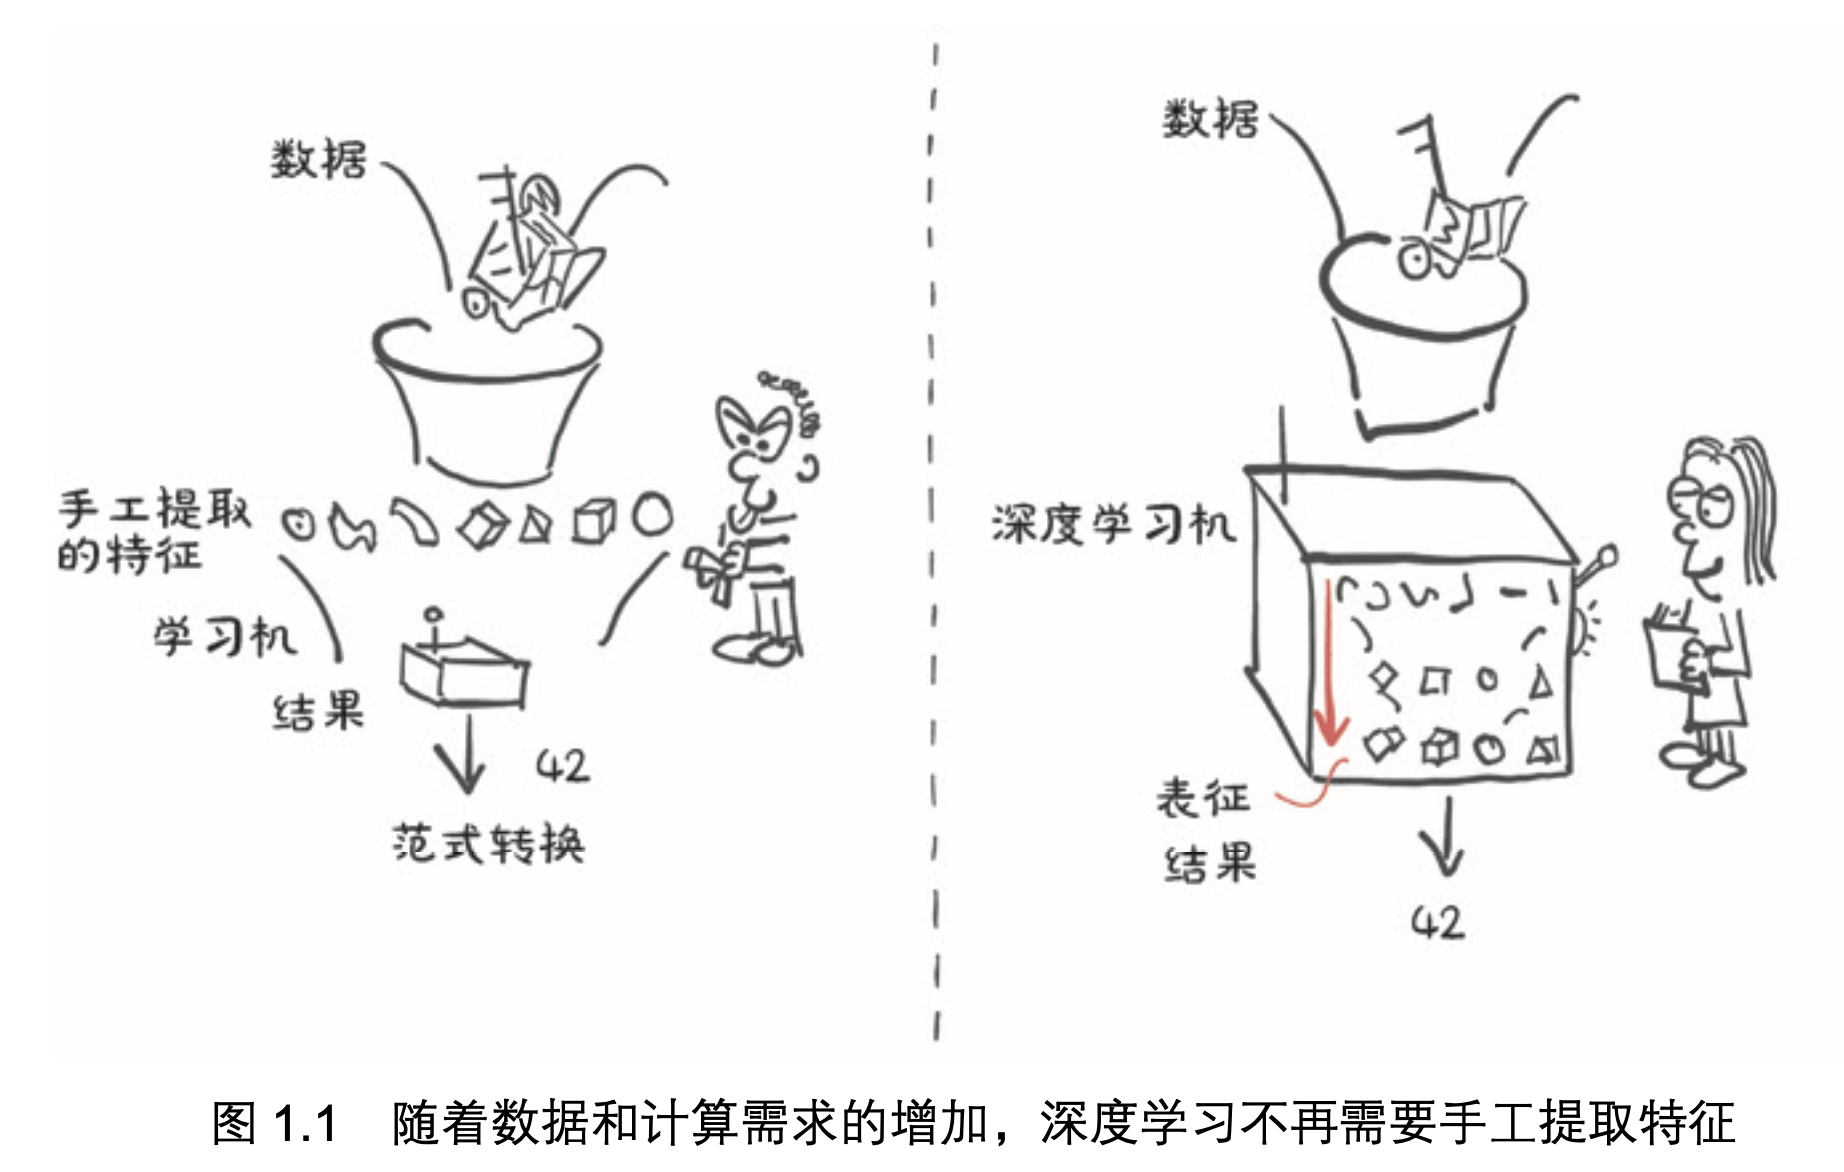 数据
手工提取
的特征
学习机
结果
42
范式转换
数据
深度学习机
表征
结果
42
图 1.1 随着数据和计算需求的增加，深度学习不再需要手工提取特征